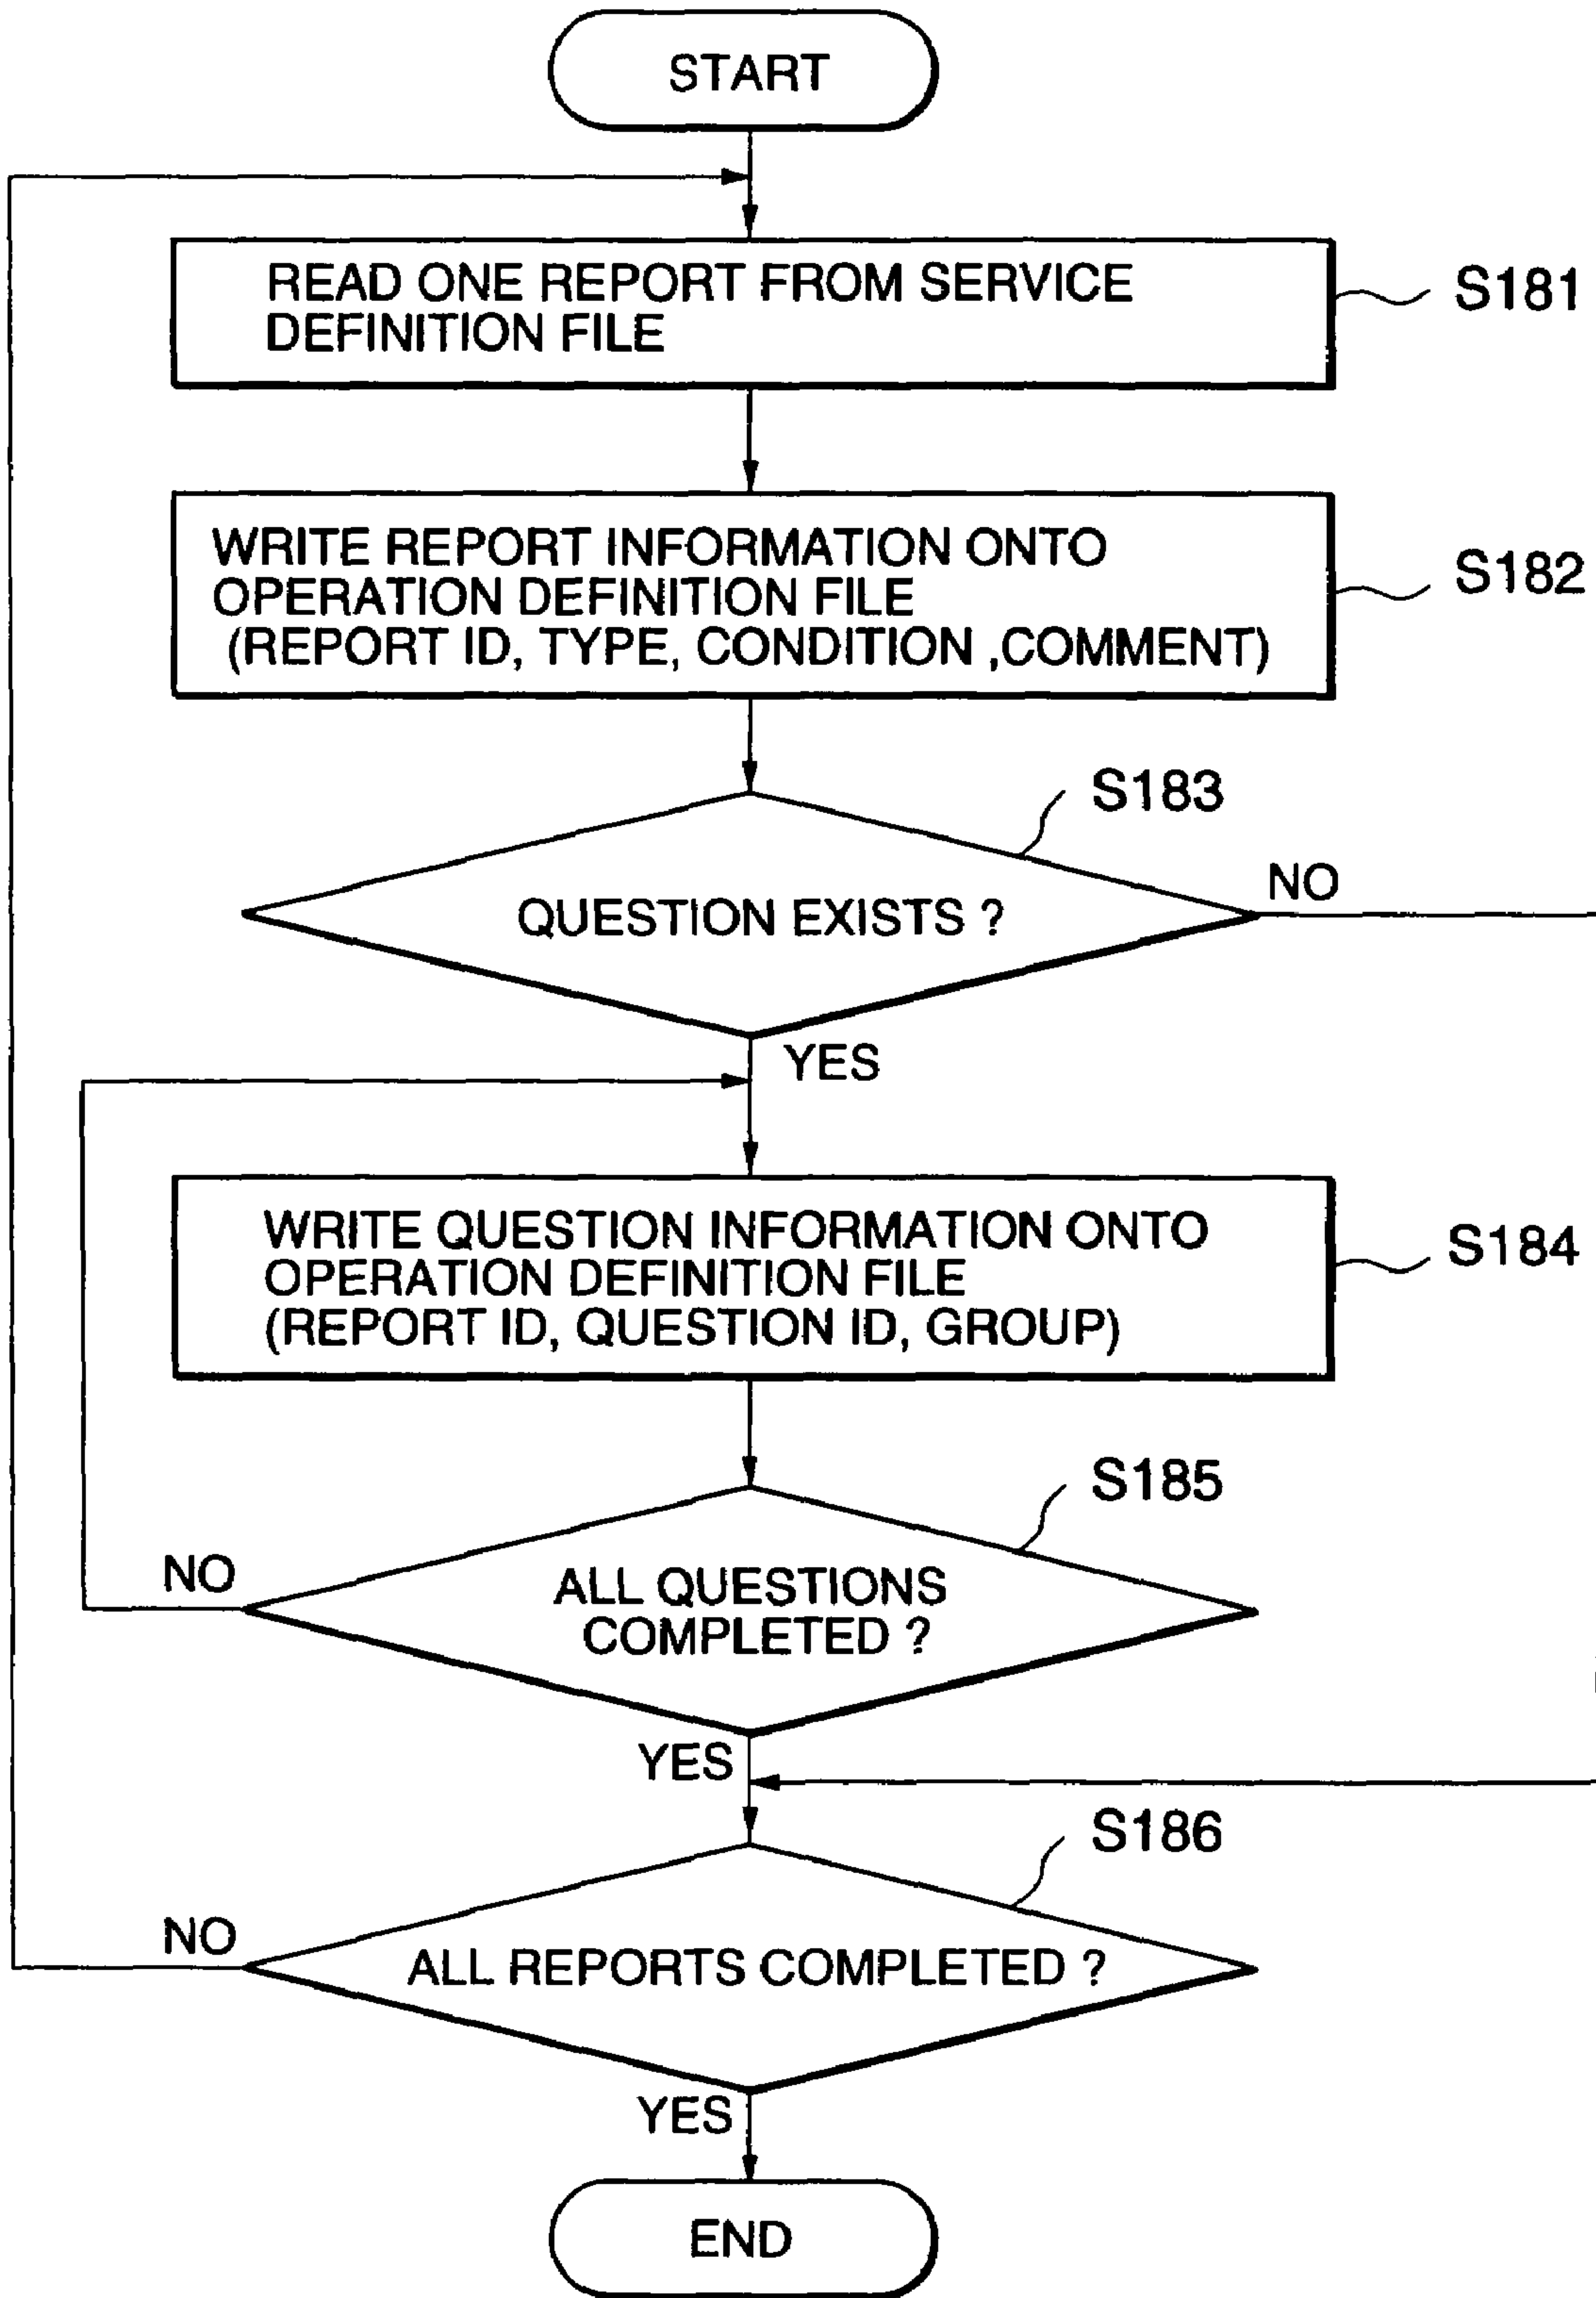 START
READ ONE REPORT FROM SERVICE
DEFINITION FILE
S181
WRITE REPORT INFORMATION ONTO
OPERATION DEFINITION FILE
(REPORT ID, TYPE, CONDITION ,COMMENT)
S182
S183
QUESTION EXISTS ?
NO
YES
WRITE QUESTION INFORMATION ONTO
OPERATION DEFINITION FILE
(REPORT ID, QUESTION ID, GROUP)
S184
S185
NO
ALL QUESTIONS
COMPLETED ?
YES
S186
NO
ALL REPORTS COMPLETED ?
YES
END